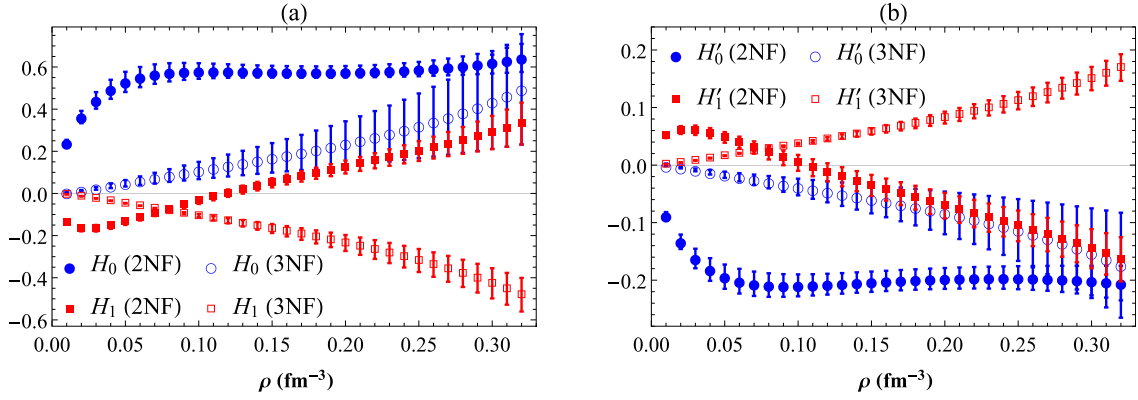 (a)
0.6
0.4
0.2
0.0
−0.2
−0.4
−0.6
H₀ (2NF)
H₀ (3NF)
H₁ (2NF)
H₁ (3NF)
0.00 0.05 0.10 0.15 0.20 0.25 0.30
ρ (fm⁻³)
(b)
0.2
0.1
0.0
−0.1
−0.2
H′₀ (2NF)
H′₀ (3NF)
H′₁ (2NF)
H′₁ (3NF)
0.00 0.05 0.10 0.15 0.20 0.25 0.30
ρ (fm⁻³)